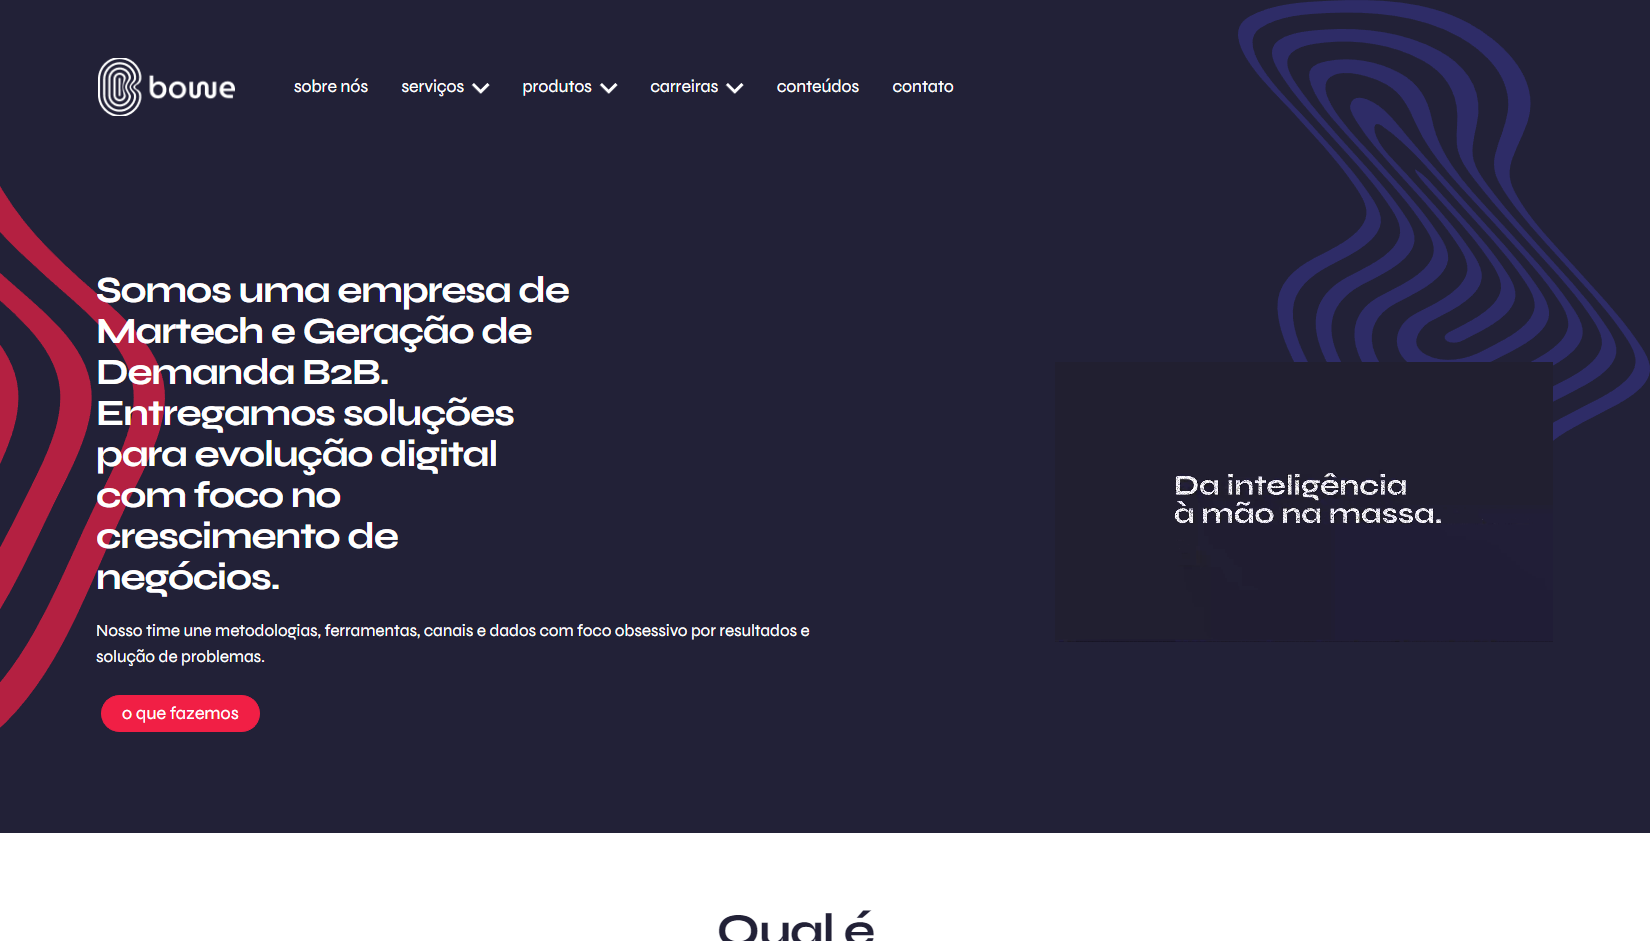 bowe
sobre nós
serviços
produtos
carreiras
conteúdos
contato
Somos uma empresa de
Martech e Geração de
Demanda B2B.
Entregamos soluções
para evolução digital
com foco no
crescimento de
negócios.
Nosso time une metodologias, ferramentas, canais e dados com foco obsessivo por resultados e
solução de problemas.
o que fazemos
Da inteligência
à mão na massa.
Qual é